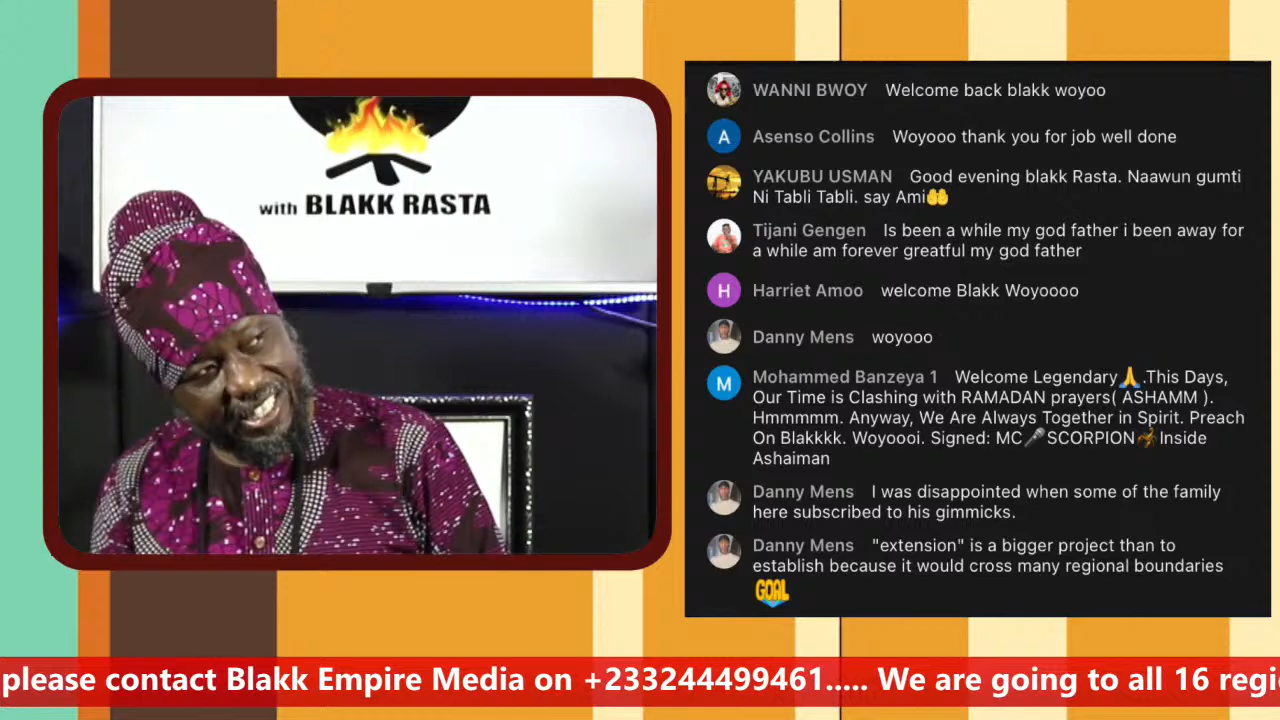 with BLAKK RASTA
WANNI BWOY Welcome back blakk woyoo
A
Asenso Collins Woyooo thank you for job well done
YAKUBU USMAN Good evening blakk Rasta. Naawun gumti
Ni Tabli Tabli. say Ami🤲
Tijani Gengen Is been a while my god father i been away for
a while am forever greatful my god father
H
Harriet Amoo welcome Blakk Woyoooo
Danny Mens woyooo
M
Mohammed Banzeya 1 Welcome Legendary🙏.This Days,
Our Time is Clashing with RAMADAN prayers( ASHAMM ).
Hmmmmm. Anyway, We Are Always Together in Spirit. Preach
On Blakkkk. Woyoooi. Signed: MC🎤SCORPION🦂Inside
Ashaiman
Danny Mens I was disappointed when some of the family
here subscribed to his gimmicks.
Danny Mens "extension" is a bigger project than to
establish because it would cross many regional boundaries
GOAL
please contact Blakk Empire Media on +233244499461..... We are going to all 16 regi